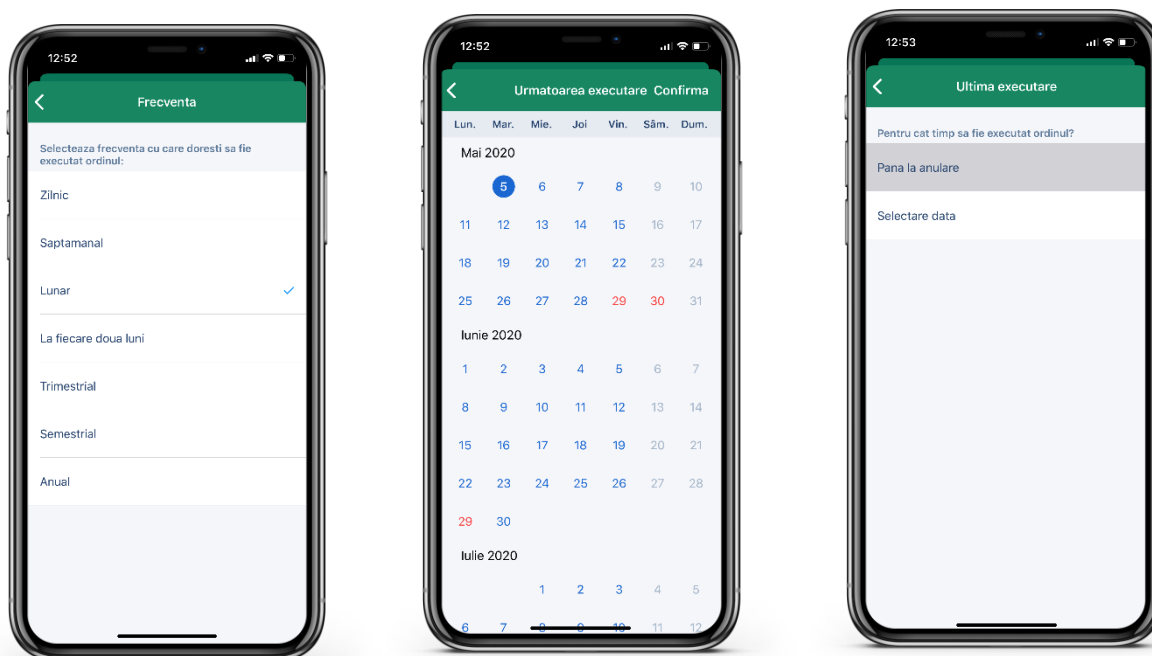 12:52
Frecventa
Selecteaza frecventa cu care doresti sa fie
executat ordinul:
Zilnic
Saptamanal
Lunar
La fiecare doua luni
Trimestrial
Semestrial
Anual
12:52
Urmatoarea executare Confirma
Lun. Mar. Mie. Joi Vin. Sâm. Dum.
Mai 2020
5 6 7 8 9 10
11 12 13 14 15 16 17
18 19 20 21 22 23 24
25 26 27 28 29 30 31
Iunie 2020
1 2 3 4 5 6 7
8 9 10 11 12 13 14
15 16 17 18 19 20 21
22 23 24 25 26 27 28
29 30
Iulie 2020
1 2 3 4 5
6 7 8 9 10 11 12
12:53
Ultima executare
Pentru cat timp sa fie executat ordinul?
Pana la anulare
Selectare data